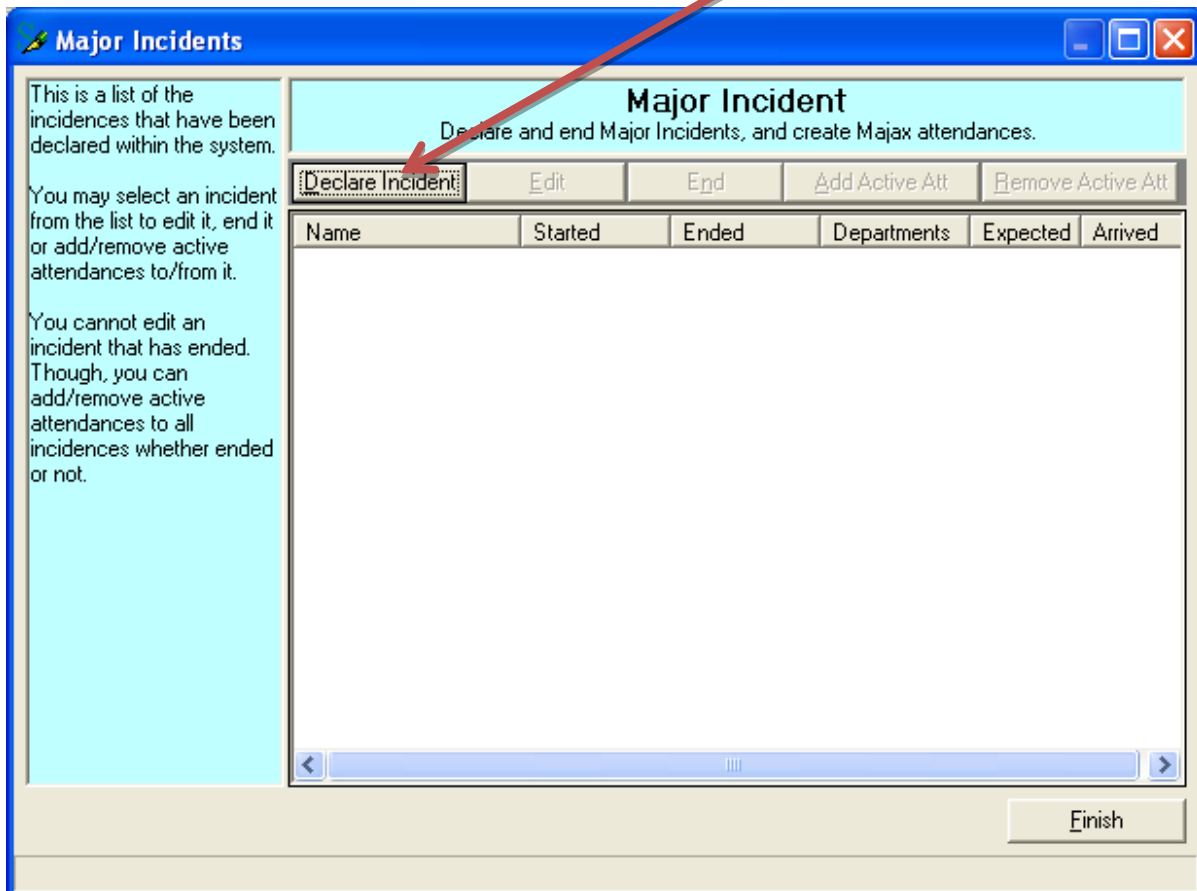 Major Incidents
This is a list of the
incidences that have been
declared within the system.
You may select an incident
from the list to edit it, end it
or add/remove active
attendances to/from it.
You cannot edit an
incident that has ended.
Though, you can
add/remove active
attendances to all
incidences whether ended
or not.
Major Incident
Declare and end Major Incidents, and create Majax attendances.
Declare Incident Edit End Add Active Att Remove Active Att
Name Started Ended Departments Expected Arrived
Finish